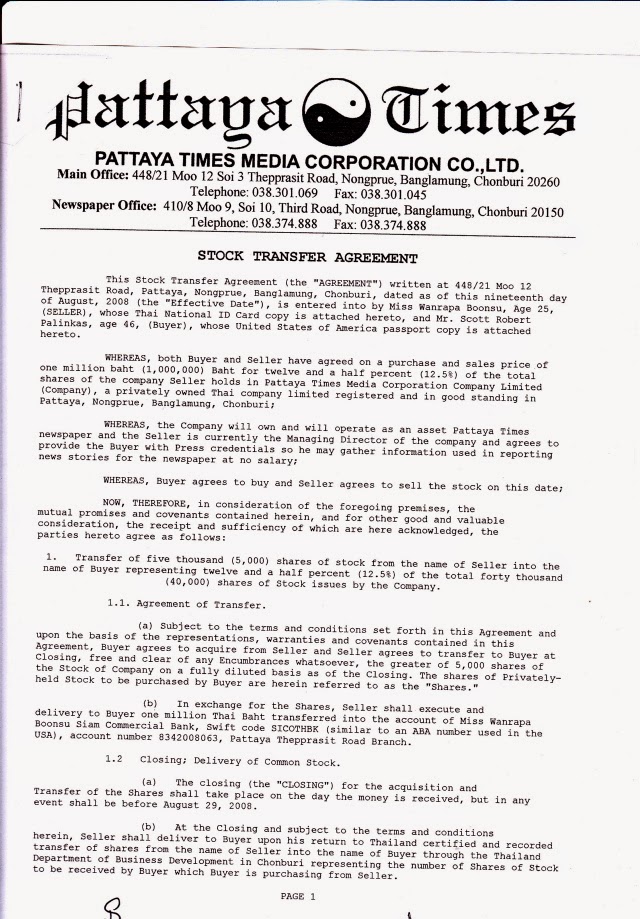 Pattaya Times
PATTAYA TIMES MEDIA CORPORATION CO.,LTD.
Main Office: 448/21 Moo 12 Soi 3 Thepprasit Road, Nongprue, Banglamung, Chonburi 20260
Telephone: 038.301.069 Fax: 038.301.045
Newspaper Office: 410/8 Moo 9, Soi 10, Third Road, Nongprue, Banglamung, Chonburi 20150
Telephone: 038.374.888 Fax: 038.374.888
STOCK TRANSFER AGREEMENT
This Stock Transfer Agreement (the "AGREEMENT") written at 448/21 Moo 12
Thepprasit Road, Pattaya, Nongprue, Banglamung, Chonburi, dated as of this nineteenth day
of August, 2008 (the "Effective Date"), is entered into by Miss Wanrapa Boonsu, Age 25,
(SELLER), whose Thai National ID Card copy is attached hereto, and Mr. Scott Robert
Palinkas, age 46, (Buyer), whose United States of America passport copy is attached
hereto.
WHEREAS, both Buyer and Seller have agreed on a purchase and sales price of
one million baht (1,000,000) Baht for twelve and a half percent (12.5%) of the total
shares of the company Seller holds in Pattaya Times Media Corporation Company Limited
(Company), a privately owned Thai company limited registered and in good standing in
Pattaya, Nongprue, Banglamung, Chonburi;
WHEREAS, the Company will own and will operate as an asset Pattaya Times
newspaper and the Seller is currently the Managing Director of the company and agrees to
provide the Buyer with Press credentials so he may gather information used in reporting
news stories for the newspaper at no salary;
WHEREAS, Buyer agrees to buy and Seller agrees to sell the stock on this date;
NOW, THEREFORE, in consideration of the foregoing premises, the
mutual promises and covenants contained herein, and for other good and valuable
consideration, the receipt and sufficiency of which are here acknowledged, the
parties hereto agree as follows:
1. Transfer of five thousand (5,000) shares of stock from the name of Seller into the
name of Buyer representing twelve and a half percent (12.5%) of the total forty thousand
(40,000) shares of Stock issues by the Company.
1.1. Agreement of Transfer.
(a) Subject to the terms and conditions set forth in this Agreement and
upon the basis of the representations, warranties and covenants contained in this
Agreement, Buyer agrees to acquire from Seller and Seller agrees to transfer to Buyer at
Closing, free and clear of any Encumbrances whatsoever, the greater of 5,000 shares of
the Stock of Company on a fully diluted basis as of the Closing. The shares of Privately-
held Stock to be purchased by Buyer are herein referred to as the "Shares."
(b) In exchange for the Shares, Seller shall execute and
delivery to Buyer one million Thai Baht transferred into the account of Miss Wanrapa
Boonsu Siam Commercial Bank, Swift code SICOTHBK (similar to an ABA number used in the
USA), account number 8342008063, Pattaya Thepprasit Road Branch.
1.2 Closing; Delivery of Common Stock.
(a) The closing (the "CLOSING") for the acquisition and
Transfer of the Shares shall take place on the day the money is received, but in any
event shall be before August 29, 2008.
(b) At the Closing and subject to the terms and conditions
herein, Seller shall deliver to Buyer upon his return to Thailand certified and recorded
transfer of shares from the name of Seller into the name of Buyer through the Thailand
Department of Business Development in Chonburi representing the number of Shares of Stock
to be received by Buyer which Buyer is purchasing from Seller.
PAGE 1